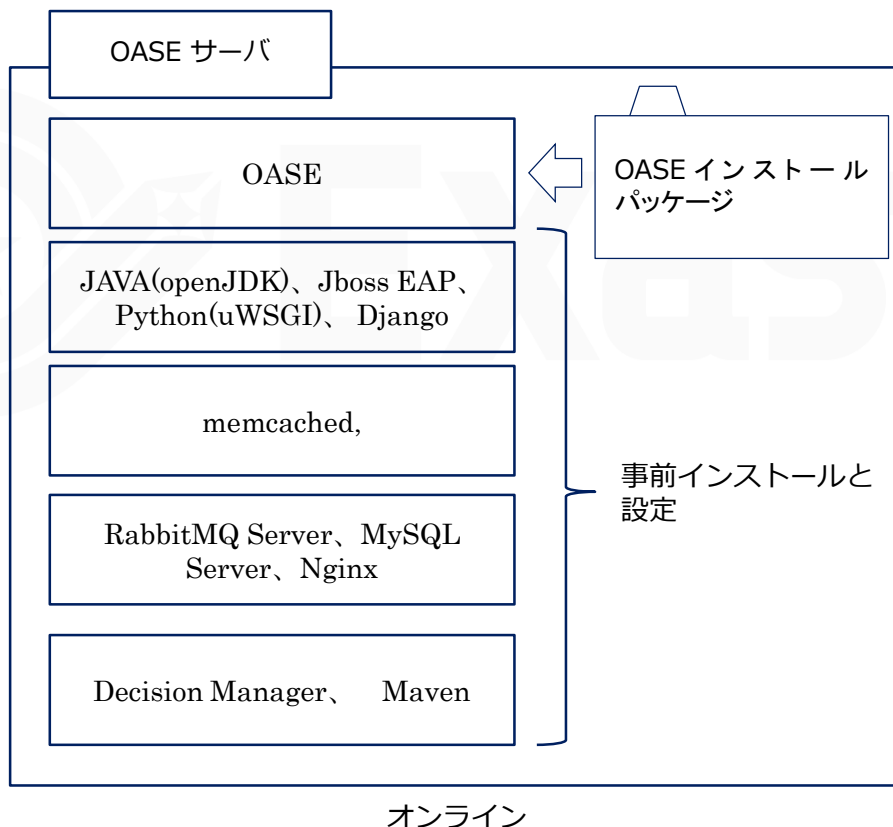 OASE サーバ
OASE
OASE インストール
パッケージ
JAVA(openJDK)、Jboss EAP、
Python(uWSGI)、 Django
memcached,
事前インストールと
設定
RabbitMQ Server、MySQL
Server、Nginx
Decision Manager、 Maven
オンライン
Exas